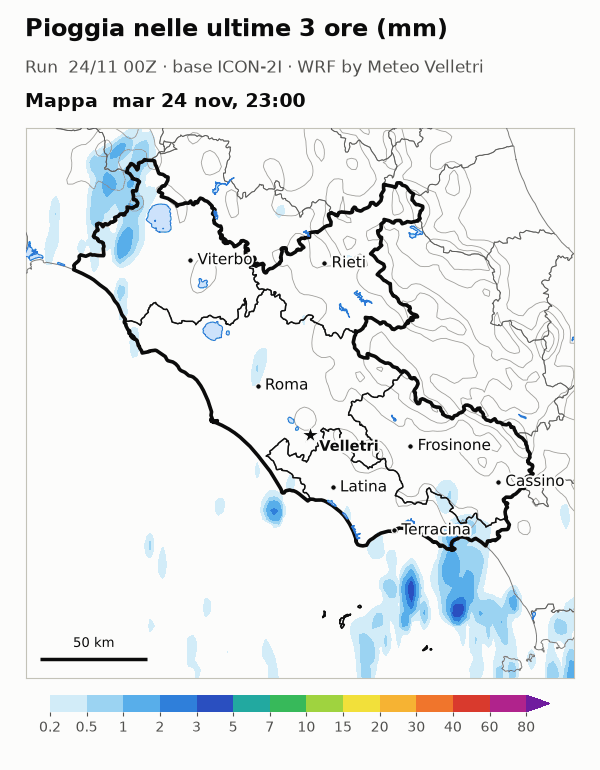 Pioggia nelle ultime 3 ore (mm)
Run  24/11 00Z · base ICON-2I · WRF by Meteo Velletri
Mappa  mar 24 nov, 23:00
Viterbo
Rieti
Roma
Velletri
Frosinone
Cassino
Latina
Terracina
50 km
0.2 0.5 1 2 3 5 7 10 15 20 30 40 60 80